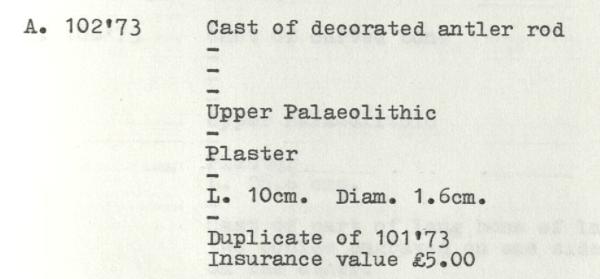 A. 102'73 Cast of decorated antler rod
-
-
-
Upper Palaeolithic
-
Plaster
-
L. 10cm. Diam. 1.6cm.
-
Duplicate of 101'73
Insurance value £5.00